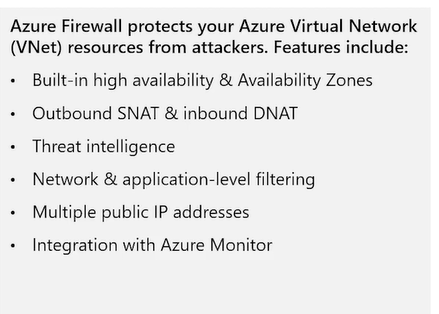 Azure Firewall protects your Azure Virtual Network
(VNet) resources from attackers. Features include:
• Built-in high availability & Availability Zones
• Outbound SNAT & inbound DNAT
• Threat intelligence
• Network & application-level filtering
• Multiple public IP addresses
• Integration with Azure Monitor